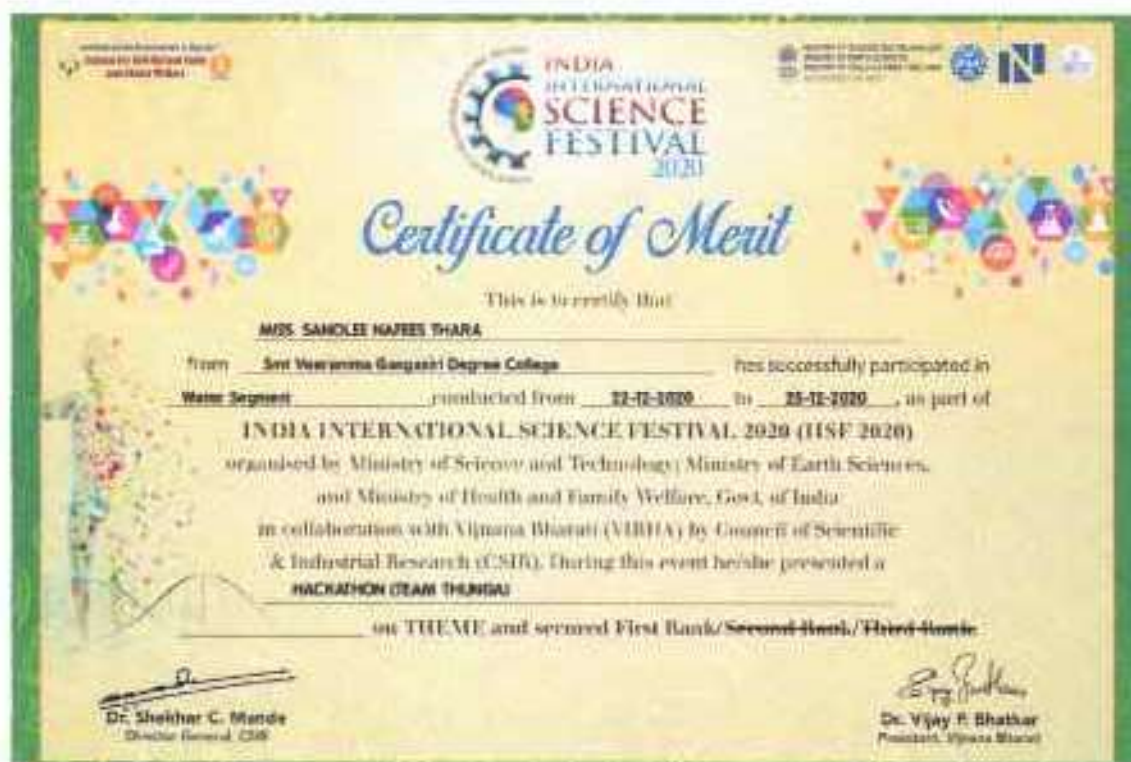 INDIA
INTERNATIONAL
SCIENCE
FESTIVAL
2020
Certificate of Merit
This is to certify that
MISS. SANOLEE NAFEES THARA
From Smt Veeramma Gangasiri Degree College has successfully participated in
Water Segment conducted from 22-12-2020 to 25-12-2020, as part of
INDIA INTERNATIONAL SCIENCE FESTIVAL 2020 (IISF 2020)
organised by Ministry of Science and Technology; Ministry of Earth Sciences,
and Ministry of Health and Family Welfare, Govt. of India
in collaboration with Vijnana Bharati (VIBHA) by Council of Scientific
& Industrial Research (CSIR). During this event he/she presented a
HACKATHON (TEAM THUNGA)
on THEME and secured First Rank/Second Rank/Third Rank
Dr. Shekhar C. Mande
Director General, CSIR
Dr. Vijay P. Bhatkar
President, Vijnana Bharati